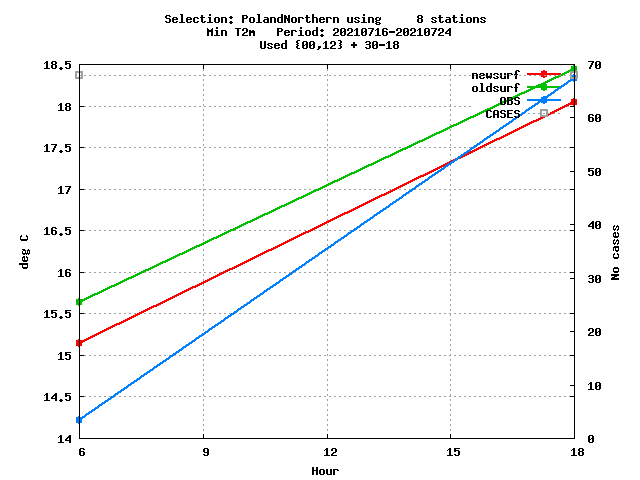 Selection: PolandNorthern using     8 stations
Min T2m   Period: 20210716-20210724
Used {00,12} + 30-18
18.5
18
17.5
17
16.5
16
15.5
15
14.5
14
deg C
70
60
50
40
30
20
10
0
No cases
newsurf
oldsurf
OBS
CASES
6 9 12 15 18
Hour